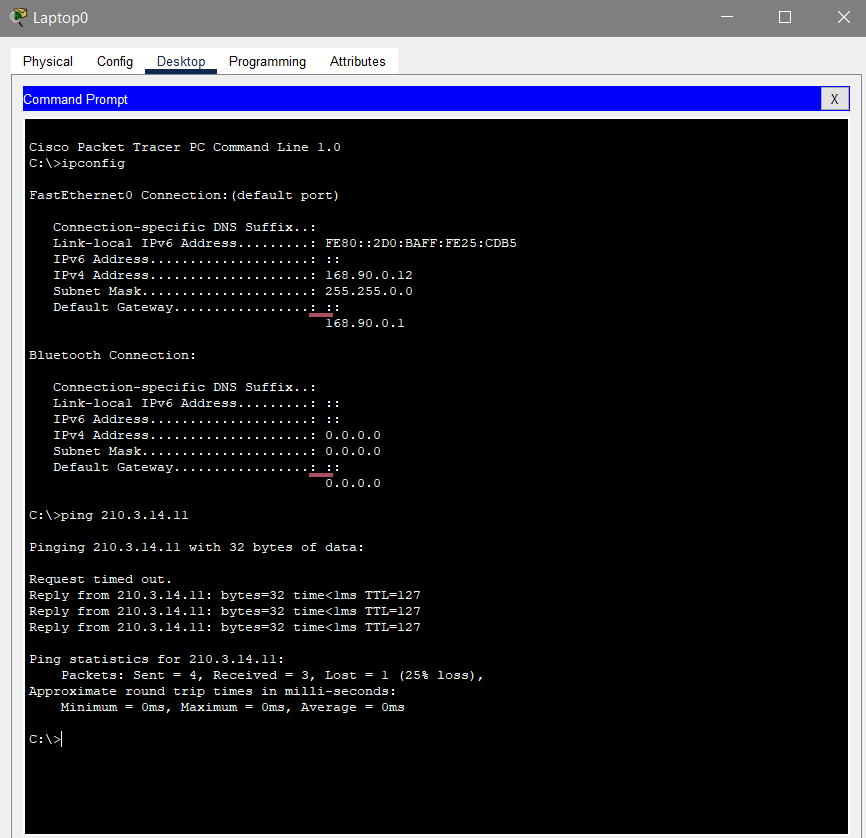 Laptop0
Physical Config Desktop Programming Attributes
Command Prompt X
Cisco Packet Tracer PC Command Line 1.0
C:\>ipconfig
FastEthernet0 Connection:(default port)
Connection-specific DNS Suffix..:
Link-local IPv6 Address.........: FE80::2D0:BAFF:FE25:CDB5
IPv6 Address....................: ::
IPv4 Address....................: 168.90.0.12
Subnet Mask.....................: 255.255.0.0
Default Gateway.................: ::
168.90.0.1
Bluetooth Connection:
Connection-specific DNS Suffix..:
Link-local IPv6 Address.........: ::
IPv6 Address....................: ::
IPv4 Address....................: 0.0.0.0
Subnet Mask.....................: 0.0.0.0
Default Gateway.................: ::
0.0.0.0
C:\>ping 210.3.14.11
Pinging 210.3.14.11 with 32 bytes of data:
Request timed out.
Reply from 210.3.14.11: bytes=32 time<1ms TTL=127
Reply from 210.3.14.11: bytes=32 time<1ms TTL=127
Reply from 210.3.14.11: bytes=32 time<1ms TTL=127
Ping statistics for 210.3.14.11:
Packets: Sent = 4, Received = 3, Lost = 1 (25% loss),
Approximate round trip times in milli-seconds:
Minimum = 0ms, Maximum = 0ms, Average = 0ms
C:\>